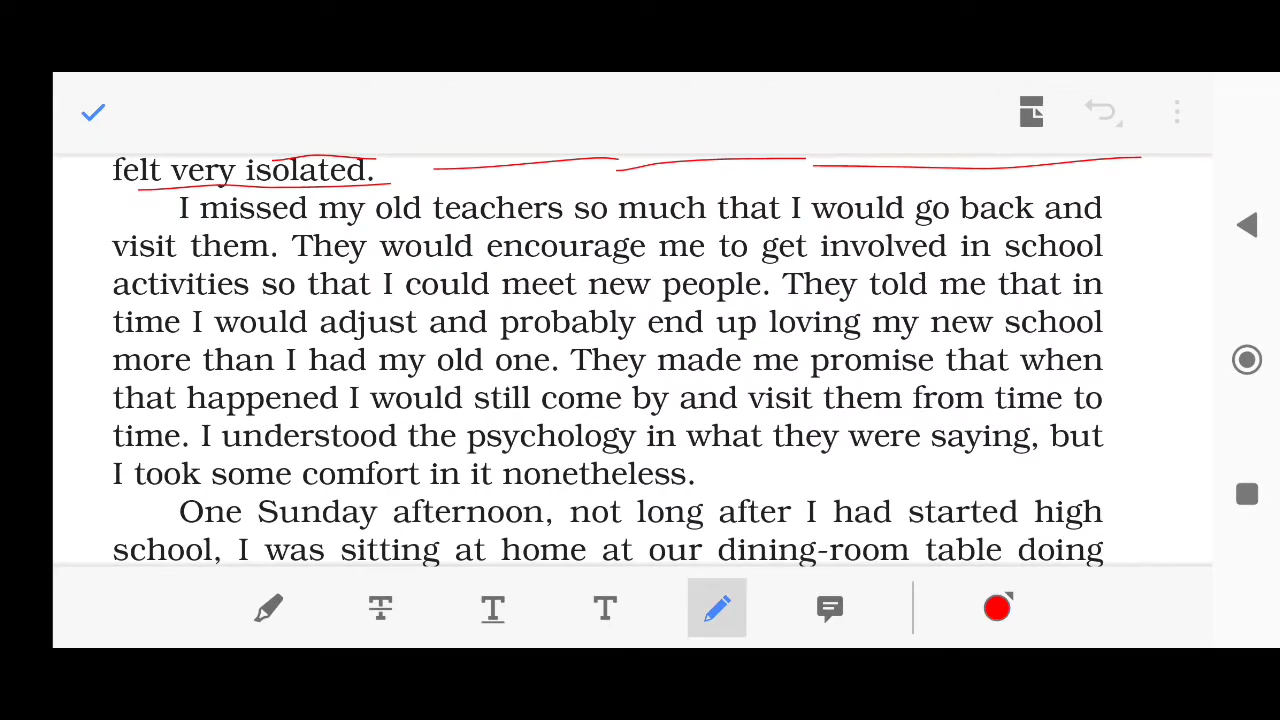 felt very isolated.
I missed my old teachers so much that I would go back and
visit them. They would encourage me to get involved in school
activities so that I could meet new people. They told me that in
time I would adjust and probably end up loving my new school
more than I had my old one. They made me promise that when
that happened I would still come by and visit them from time to
time. I understood the psychology in what they were saying, but
I took some comfort in it nonetheless.
One Sunday afternoon, not long after I had started high
school, I was sitting at home at our dining-room table doing
T T T